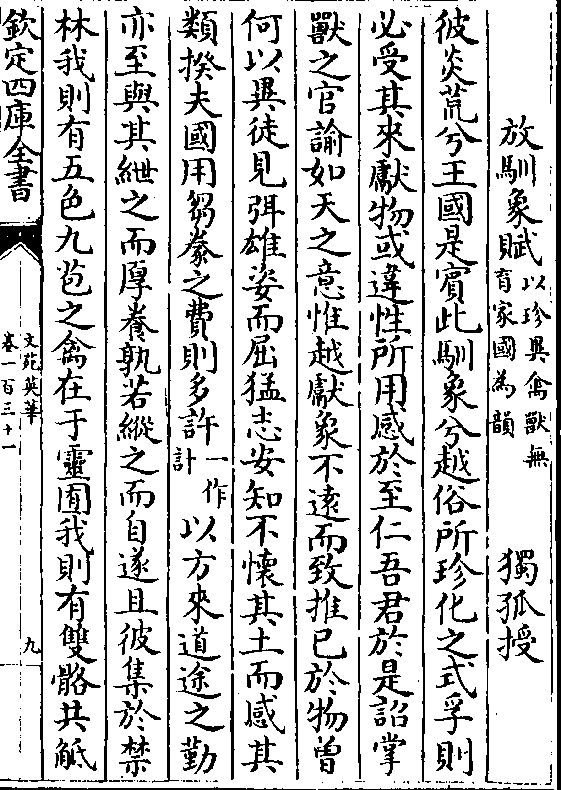 放馴象賦以珍異禽獸無育家國為韻 獨孤授
彼炎荒兮王國是賓此馴象兮越俗所珍化之式孚則
必受其來獻物或違性所用感於至仁吾君於是詔掌
獸之官諭如天之意惟越獻象不遠而致推已於物曾
何以異徒見弭雄姿而屈猛志安知不懷其土而感其
類揆夫國用芻豢之費則多許一作計以方來道途之勤
亦至與其紲之而厚養孰若縱之而自遂且彼集於禁
林我則有五色九苞之禽在于靈囿我則有雙骼共觝
欽定四庫全書
文苑英華
卷一百三十一
九